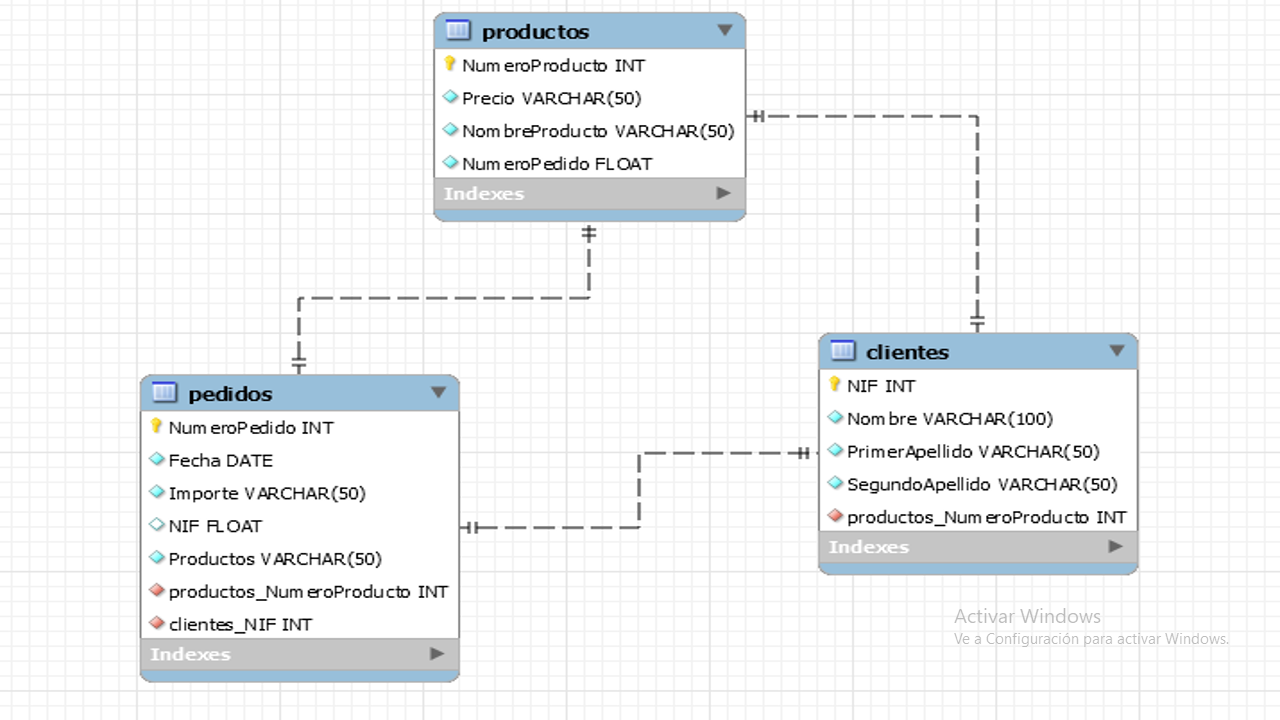 productos
NumeroProducto INT
Precio VARCHAR(50)
NombreProducto VARCHAR(50)
NumeroPedido FLOAT
Indexes
clientes
NIF INT
Nombre VARCHAR(100)
PrimerApellido VARCHAR(50)
SegundoApellido VARCHAR(50)
productos_NumeroProducto INT
Indexes
pedidos
NumeroPedido INT
Fecha DATE
Importe VARCHAR(50)
NIF FLOAT
Productos VARCHAR(50)
productos_NumeroProducto INT
clientes_NIF INT
Indexes
Activar Windows
Ve a Configuración para activar Windows.